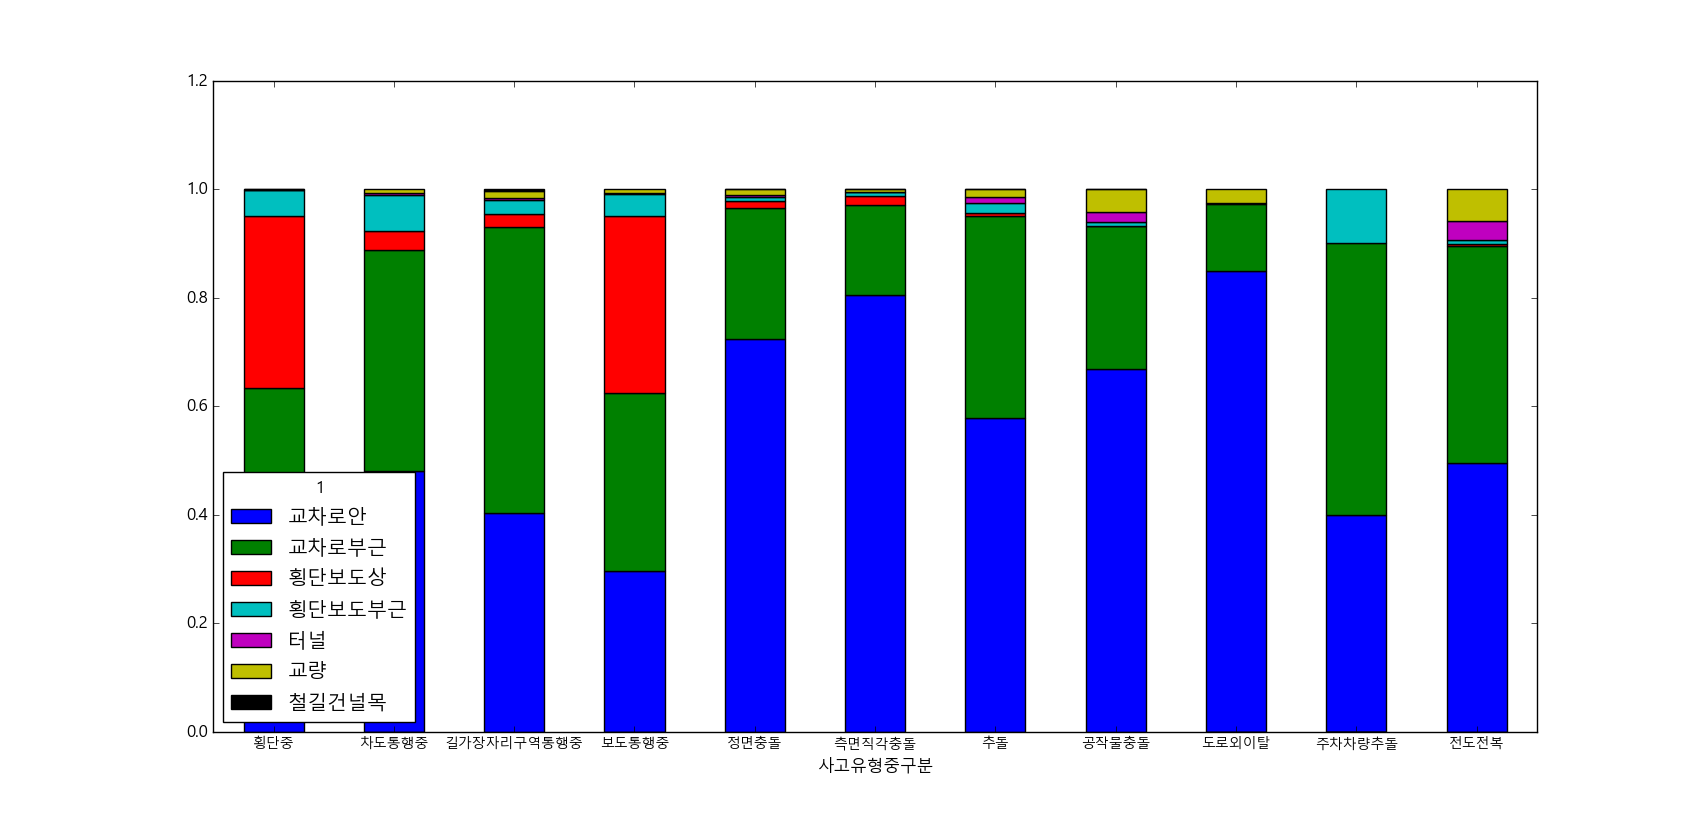 1.2
1.0
0.8
0.6
0.4
0.2
0.0
1
교차로안
교차로부근
횡단보도상
횡단보도부근
터널
교량
철길건널목
횡단중 차도통행중 길가장자리구역통행중 보도통행중 정면충돌 측면직각충돌 추돌 공작물충돌 도로외이탈 주차차량추돌 전도전복
사고유형중구분